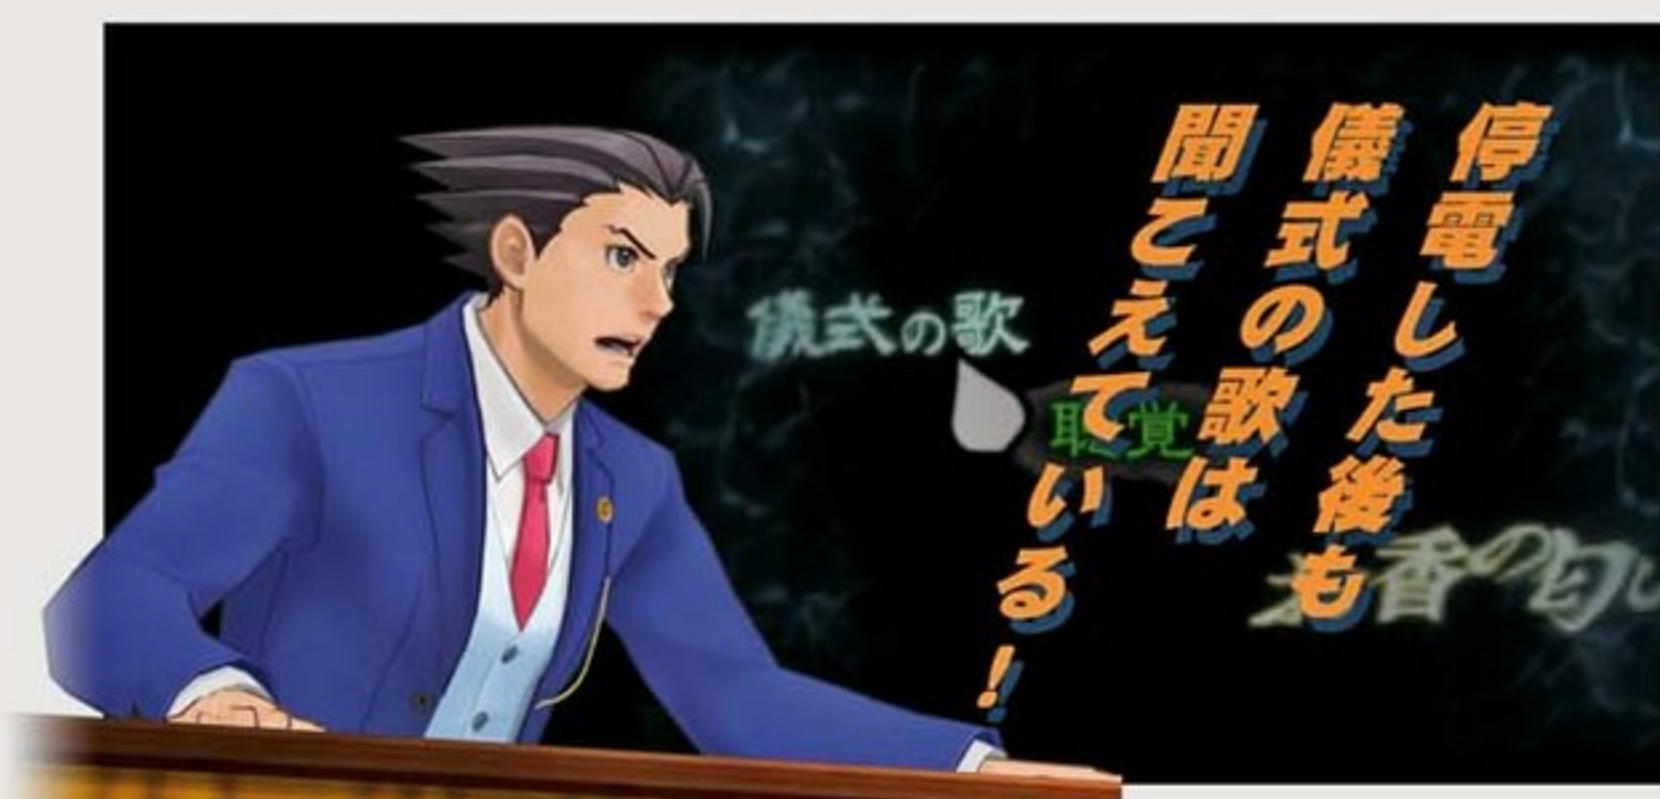 停電した後も
儀式の歌は
聞こえている!
儀式の歌
聴覚
香の匂い